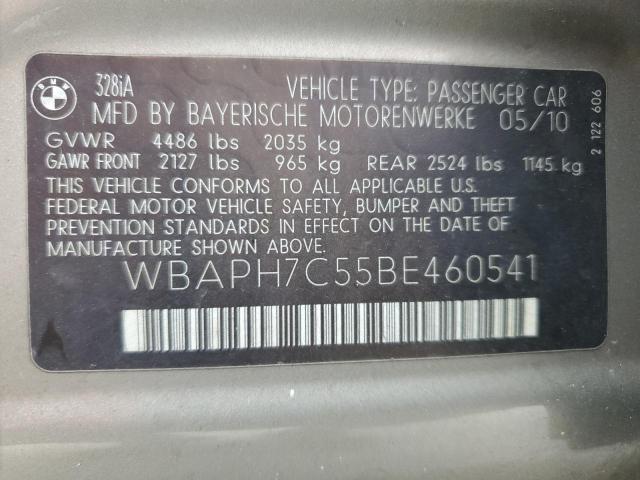 BMW
328iA VEHICLE TYPE: PASSENGER CAR
MFD BY BAYERISCHE MOTORENWERKE 05/10
GVWR 4486 lbs 2035 kg
GAWR FRONT 2127 lbs 965 kg REAR 2524 lbs 1145 kg
THIS VEHICLE CONFORMS TO ALL APPLICABLE U.S.
FEDERAL MOTOR VEHICLE SAFETY, BUMPER AND THEFT
PREVENTION STANDARDS IN EFFECT ON THE DATE OF
MANUFACTURE SHOWN ABOVE.
WBAPH7C55BE460541
2 122 606